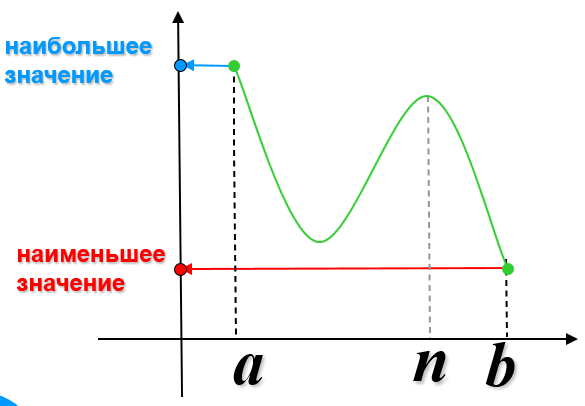 наибольшее
значение
наименьшее
значение
a
n
b